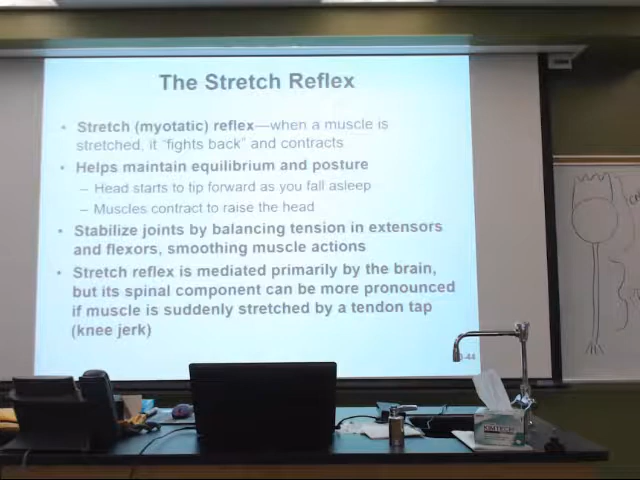 The Stretch Reflex
• Stretch (myotatic) reflex—when a muscle is
stretched, it "fights back" and contracts
• Helps maintain equilibrium and posture
– Head starts to tip forward as you fall asleep
– Muscles contract to raise the head
• Stabilize joints by balancing tension in extensors
and flexors, smoothing muscle actions
• Stretch reflex is mediated primarily by the brain,
but its spinal component can be more pronounced
if muscle is suddenly stretched by a tendon tap
(knee jerk)
-44
KIMTECH